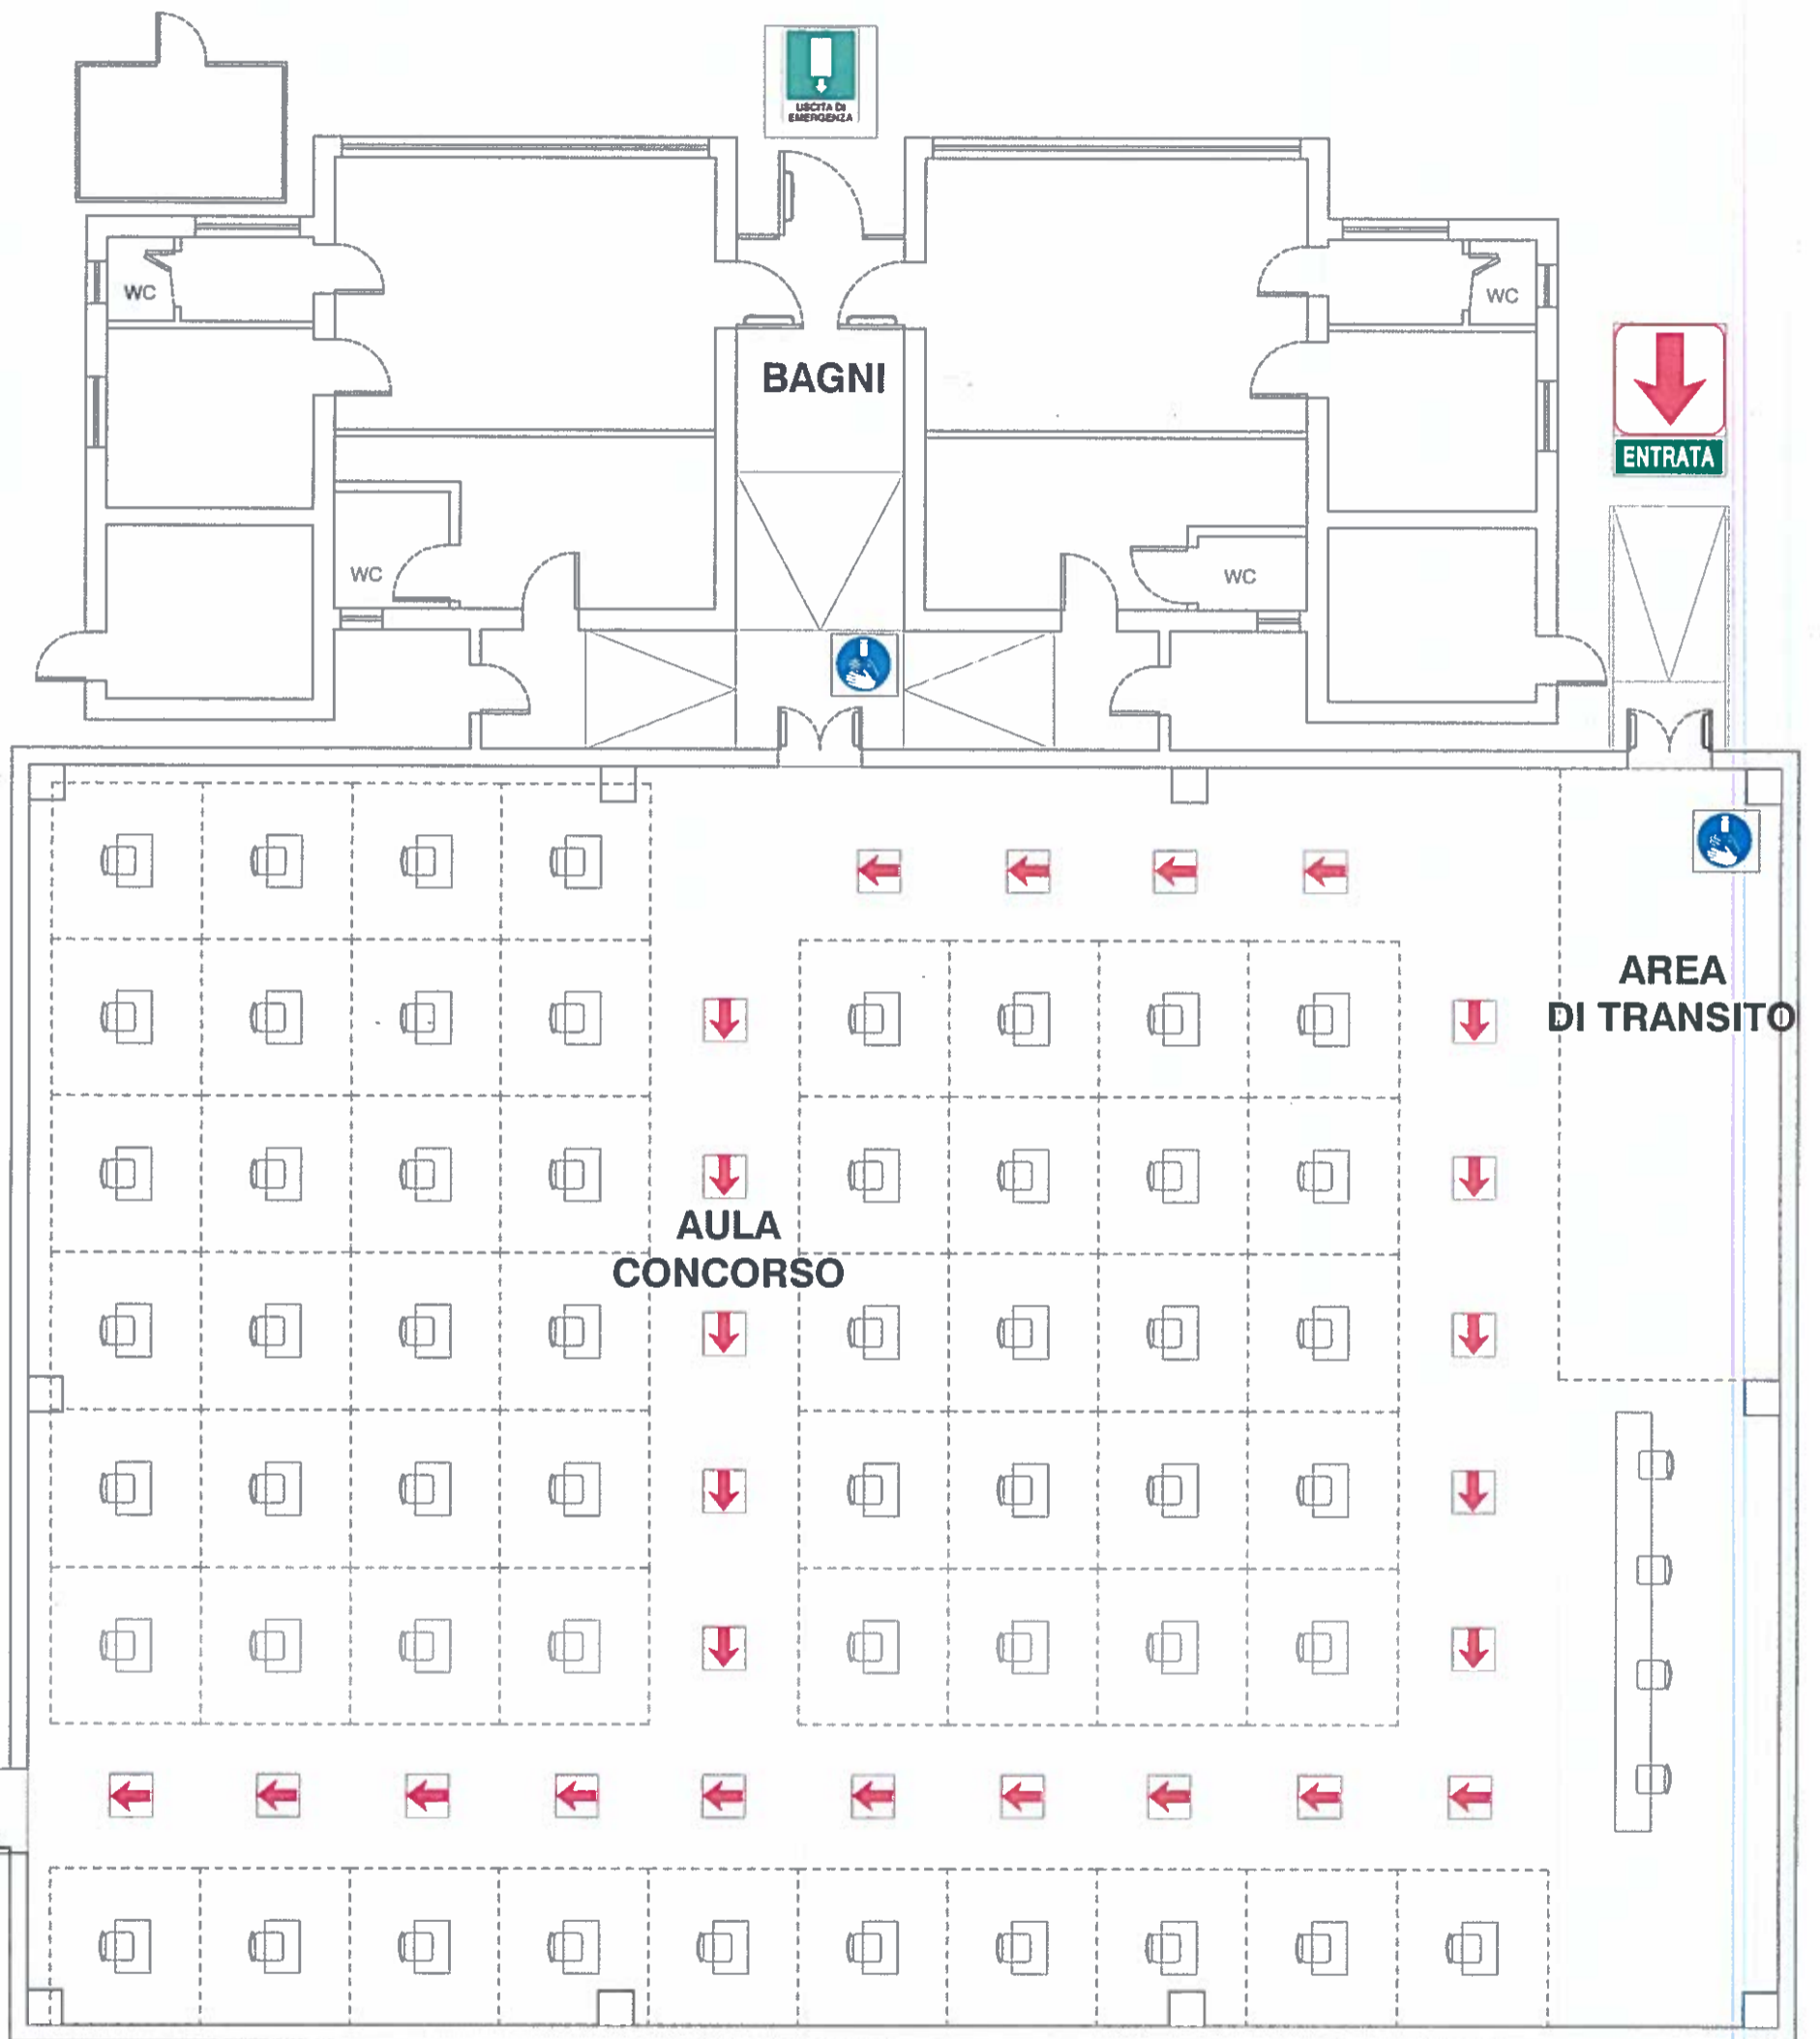 USCITA DI
EMERGENZA
WC
WC
BAGNI
ENTRATA
WC
WC
AREA
DI TRANSITO
AULA
CONCORSO